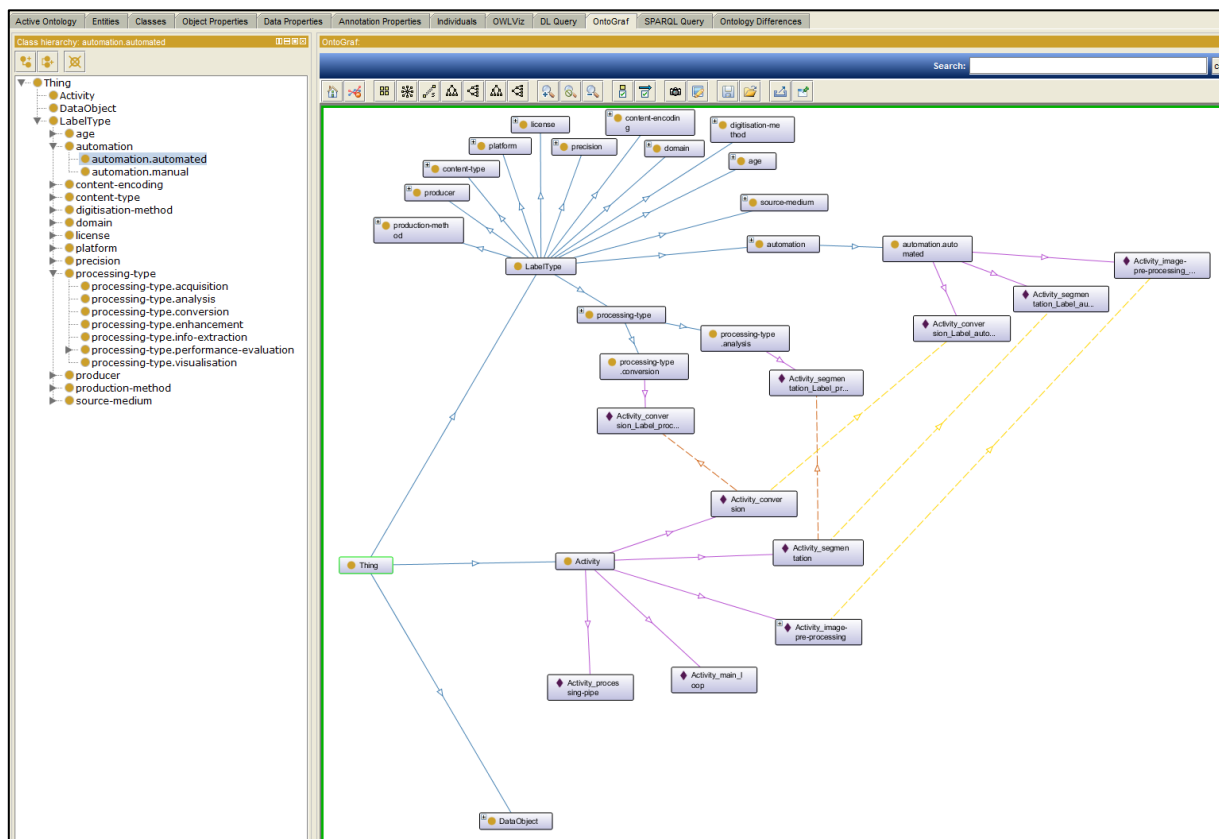 Active Ontology Entities Classes Object Properties Data Properties Annotation Properties Individuals OWLViz DL Query OntoGraf SPARQL Query Ontology Differences
Class hierarchy: automation.automated
Thing
Activity
DataObject
LabelType
age
automation
automation.automated
automation.manual
content-encoding
content-type
digitisation-method
domain
license
platform
precision
processing-type
processing-type.acquisition
processing-type.analysis
processing-type.conversion
processing-type.enhancement
processing-type.info-extraction
processing-type.performance-evaluation
processing-type.visualisation
producer
production-method
source-medium
OntoGraf:
Search:
license
content-encodin
g
digitisation-me
thod
platform
precision
domain
content-type
age
producer
source-medium
production-meth
od
automation
automation.auto
mated
Activity_image-
pre-processing_...
LabelType
Activity_segmen
tation_Label_au...
processing-type
Activity_conver
sion_Label_auto...
processing-type
.analysis
processing-type
.conversion
Activity_segmen
tation_Label_pr...
Activity_conver
sion_Label_proc...
Activity_conver
sion
Activity_segmen
tation
Thing
Activity
Activity_image-
pre-processing
Activity_proces
sing-pipe
Activity_main_l
oop
DataObject